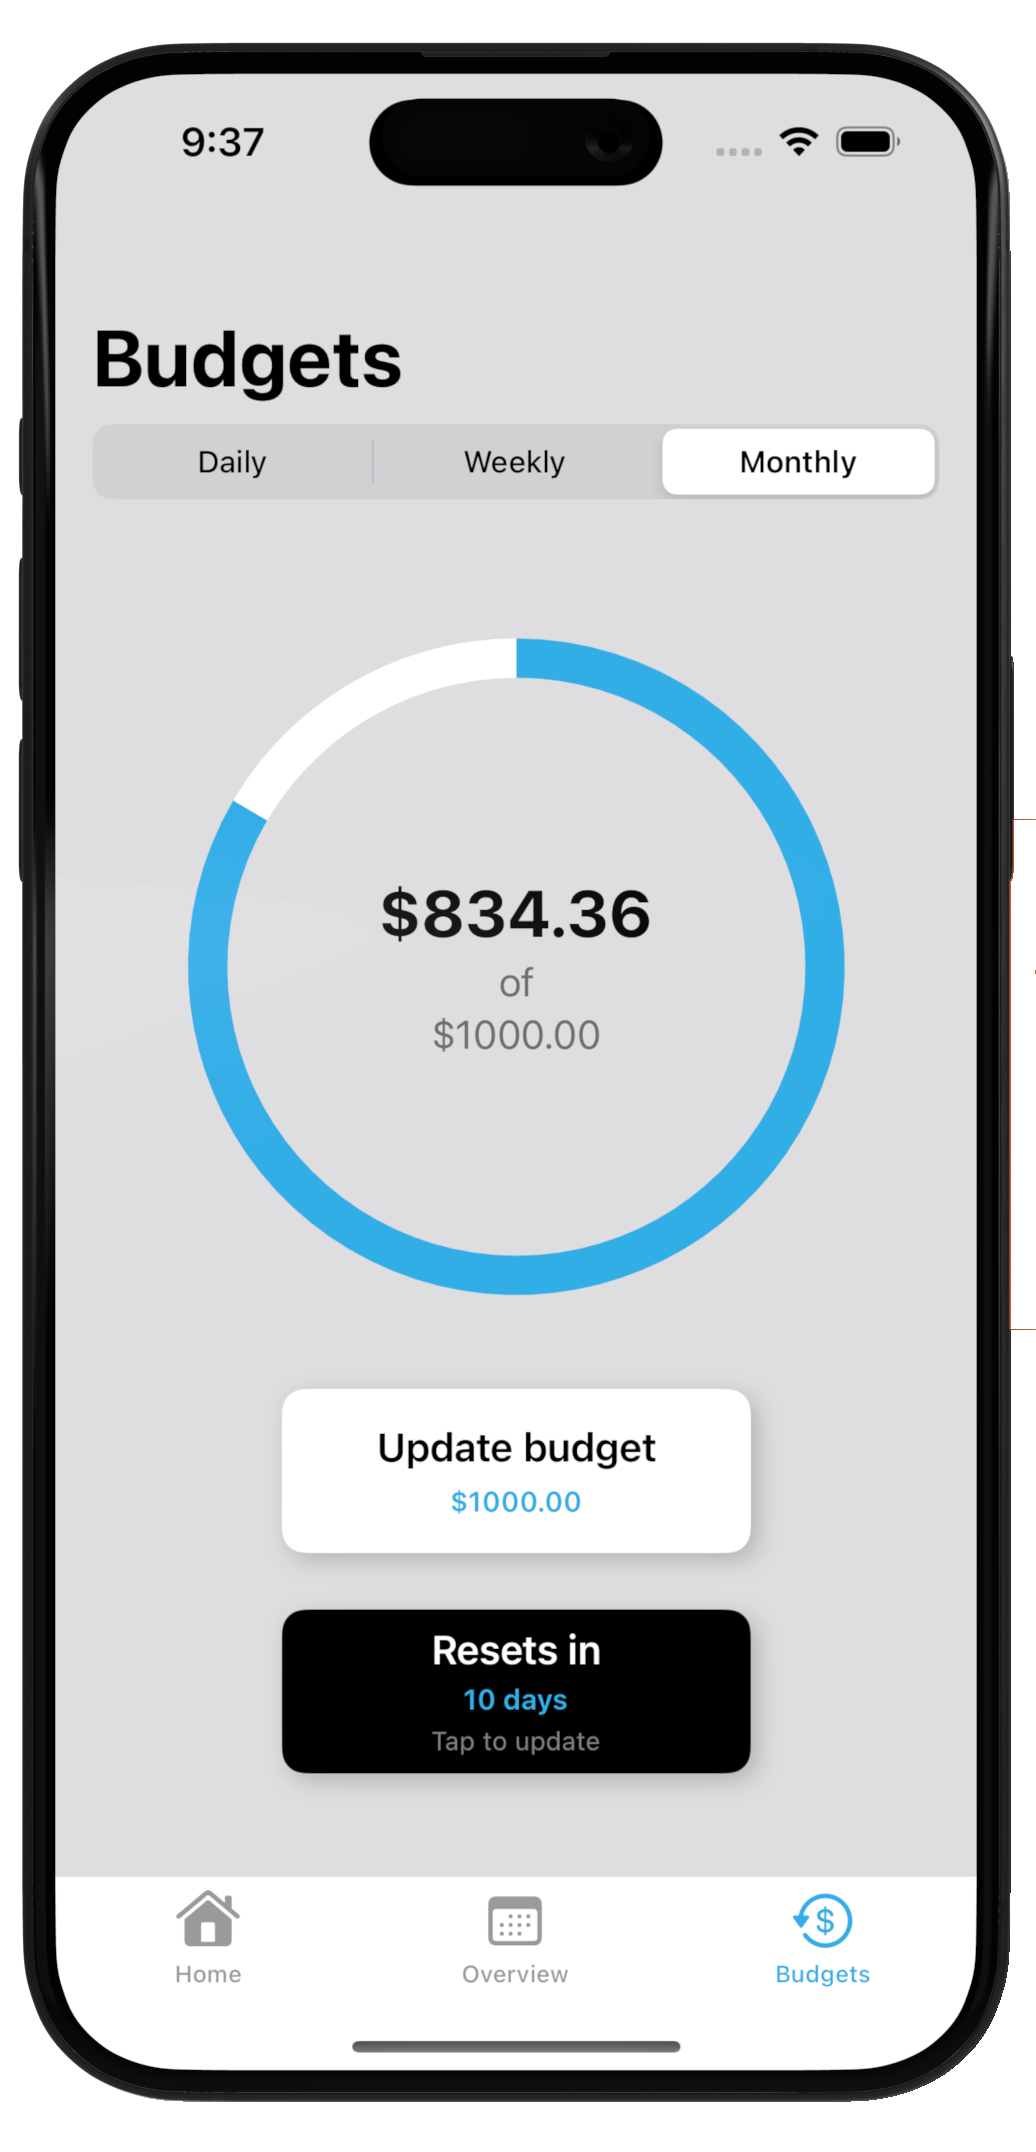 9:37
Budgets
Daily Weekly Monthly
$834.36
of
$1000.00
Update budget
$1000.00
Resets in
10 days
Tap to update
Home Overview Budgets